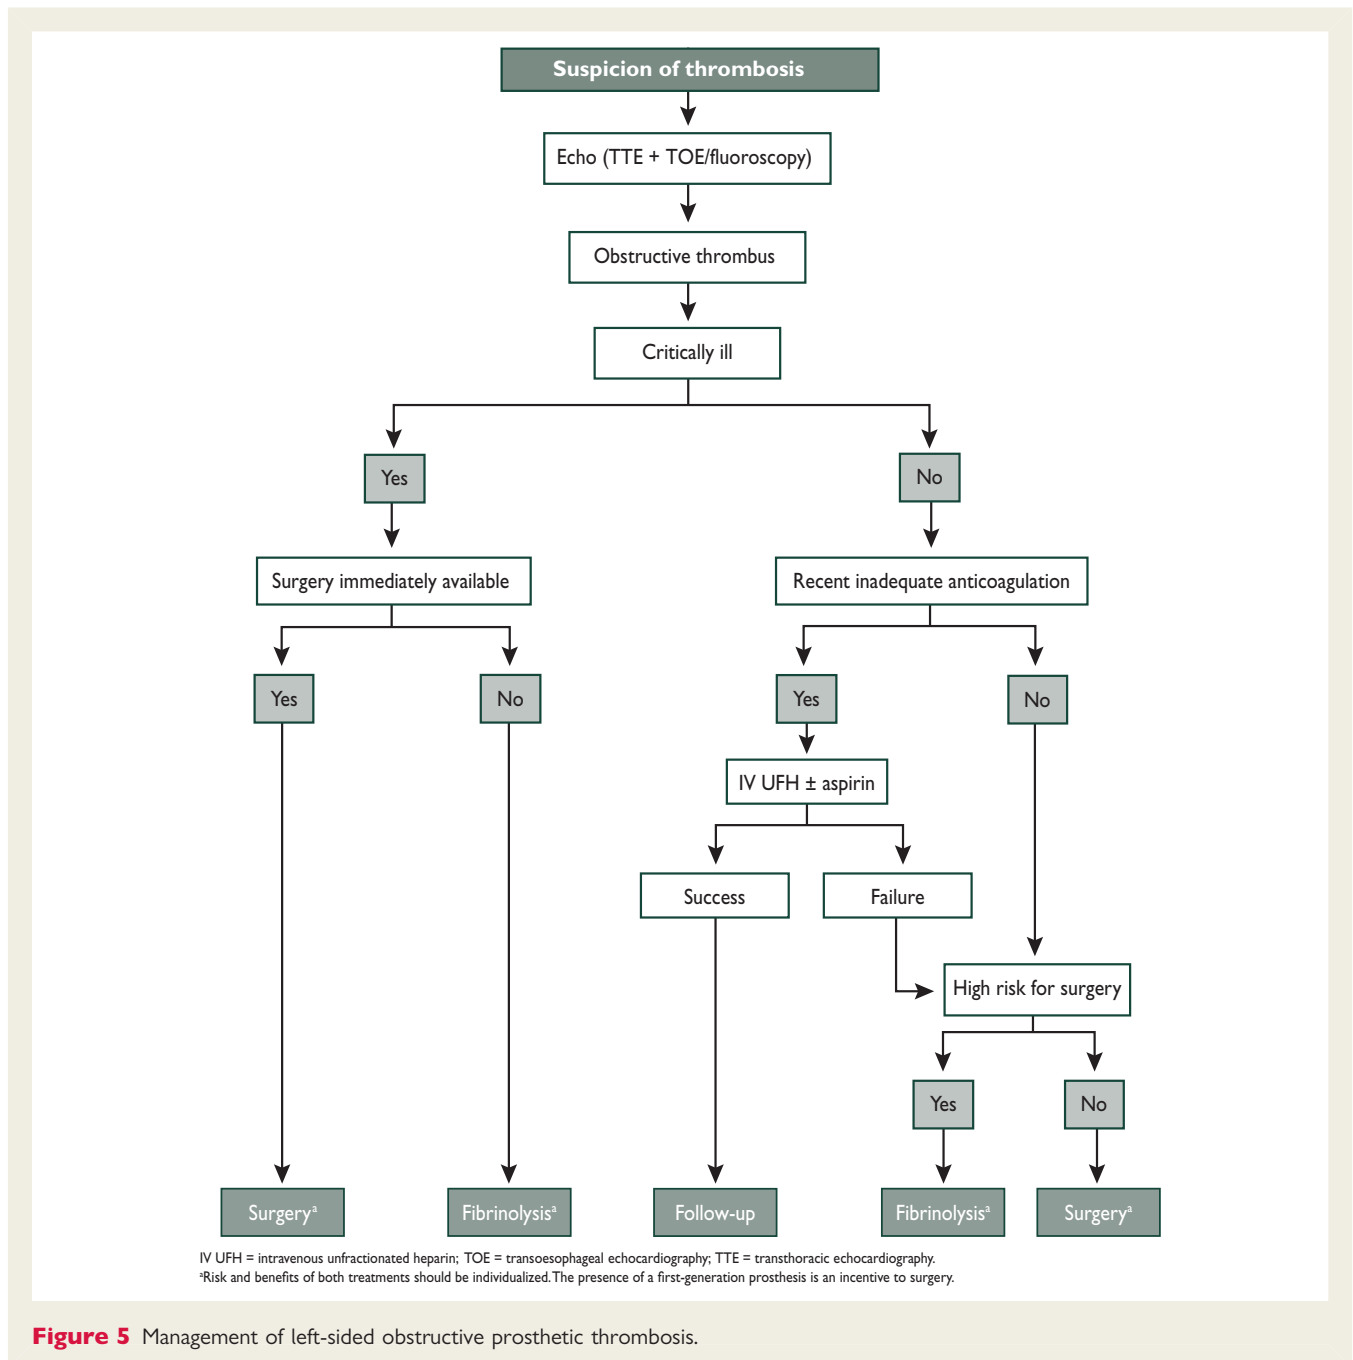 Suspicion of thrombosis
Echo (TTE + TOE/fluoroscopy)
Obstructive thrombus
Critically ill
Yes
No
Surgery immediately available
Recent inadequate anticoagulation
Yes
No
Yes
No
IV UFH ± aspirin
Success
Failure
High risk for surgery
Yes
No
Surgeryᵃ
Fibrinolysisᵃ
Follow-up
Fibrinolysisᵃ
Surgeryᵃ
IV UFH = intravenous unfractionated heparin; TOE = transoesophageal echocardiography; TTE = transthoracic echocardiography.
ᵃRisk and benefits of both treatments should be individualized. The presence of a first-generation prosthesis is an incentive to surgery.
Figure 5 Management of left-sided obstructive prosthetic thrombosis.